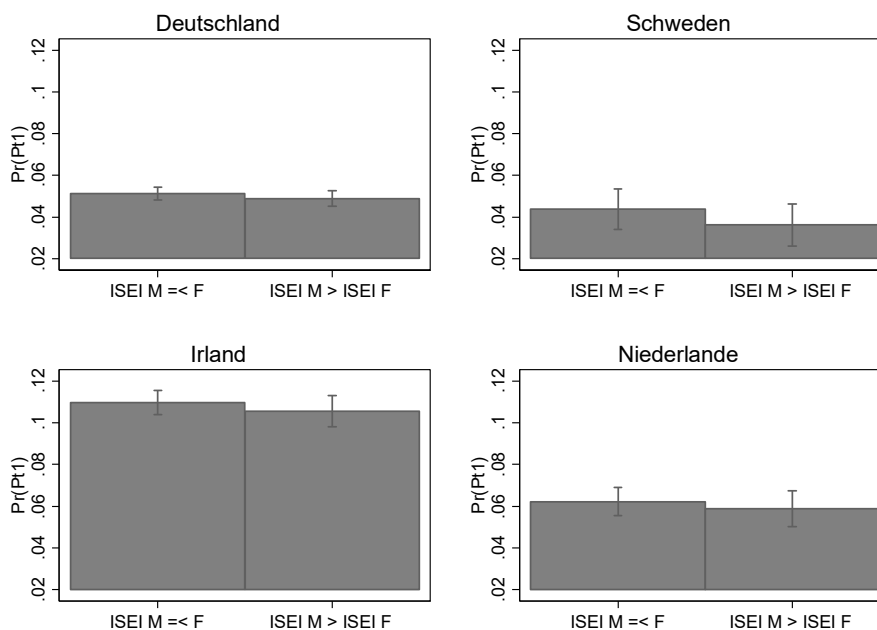 Deutschland
Pr(Pt1)
.12
.1
.08
.06
.04
.02
ISEI M =< F
ISEI M > ISEI F
Schweden
Pr(Pt1)
.12
.1
.08
.06
.04
.02
ISEI M =< F
ISEI M > ISEI F
Irland
Pr(Pt1)
.12
.1
.08
.06
.04
.02
ISEI M =< F
ISEI M > ISEI F
Niederlande
Pr(Pt1)
.12
.1
.08
.06
.04
.02
ISEI M =< F
ISEI M > ISEI F